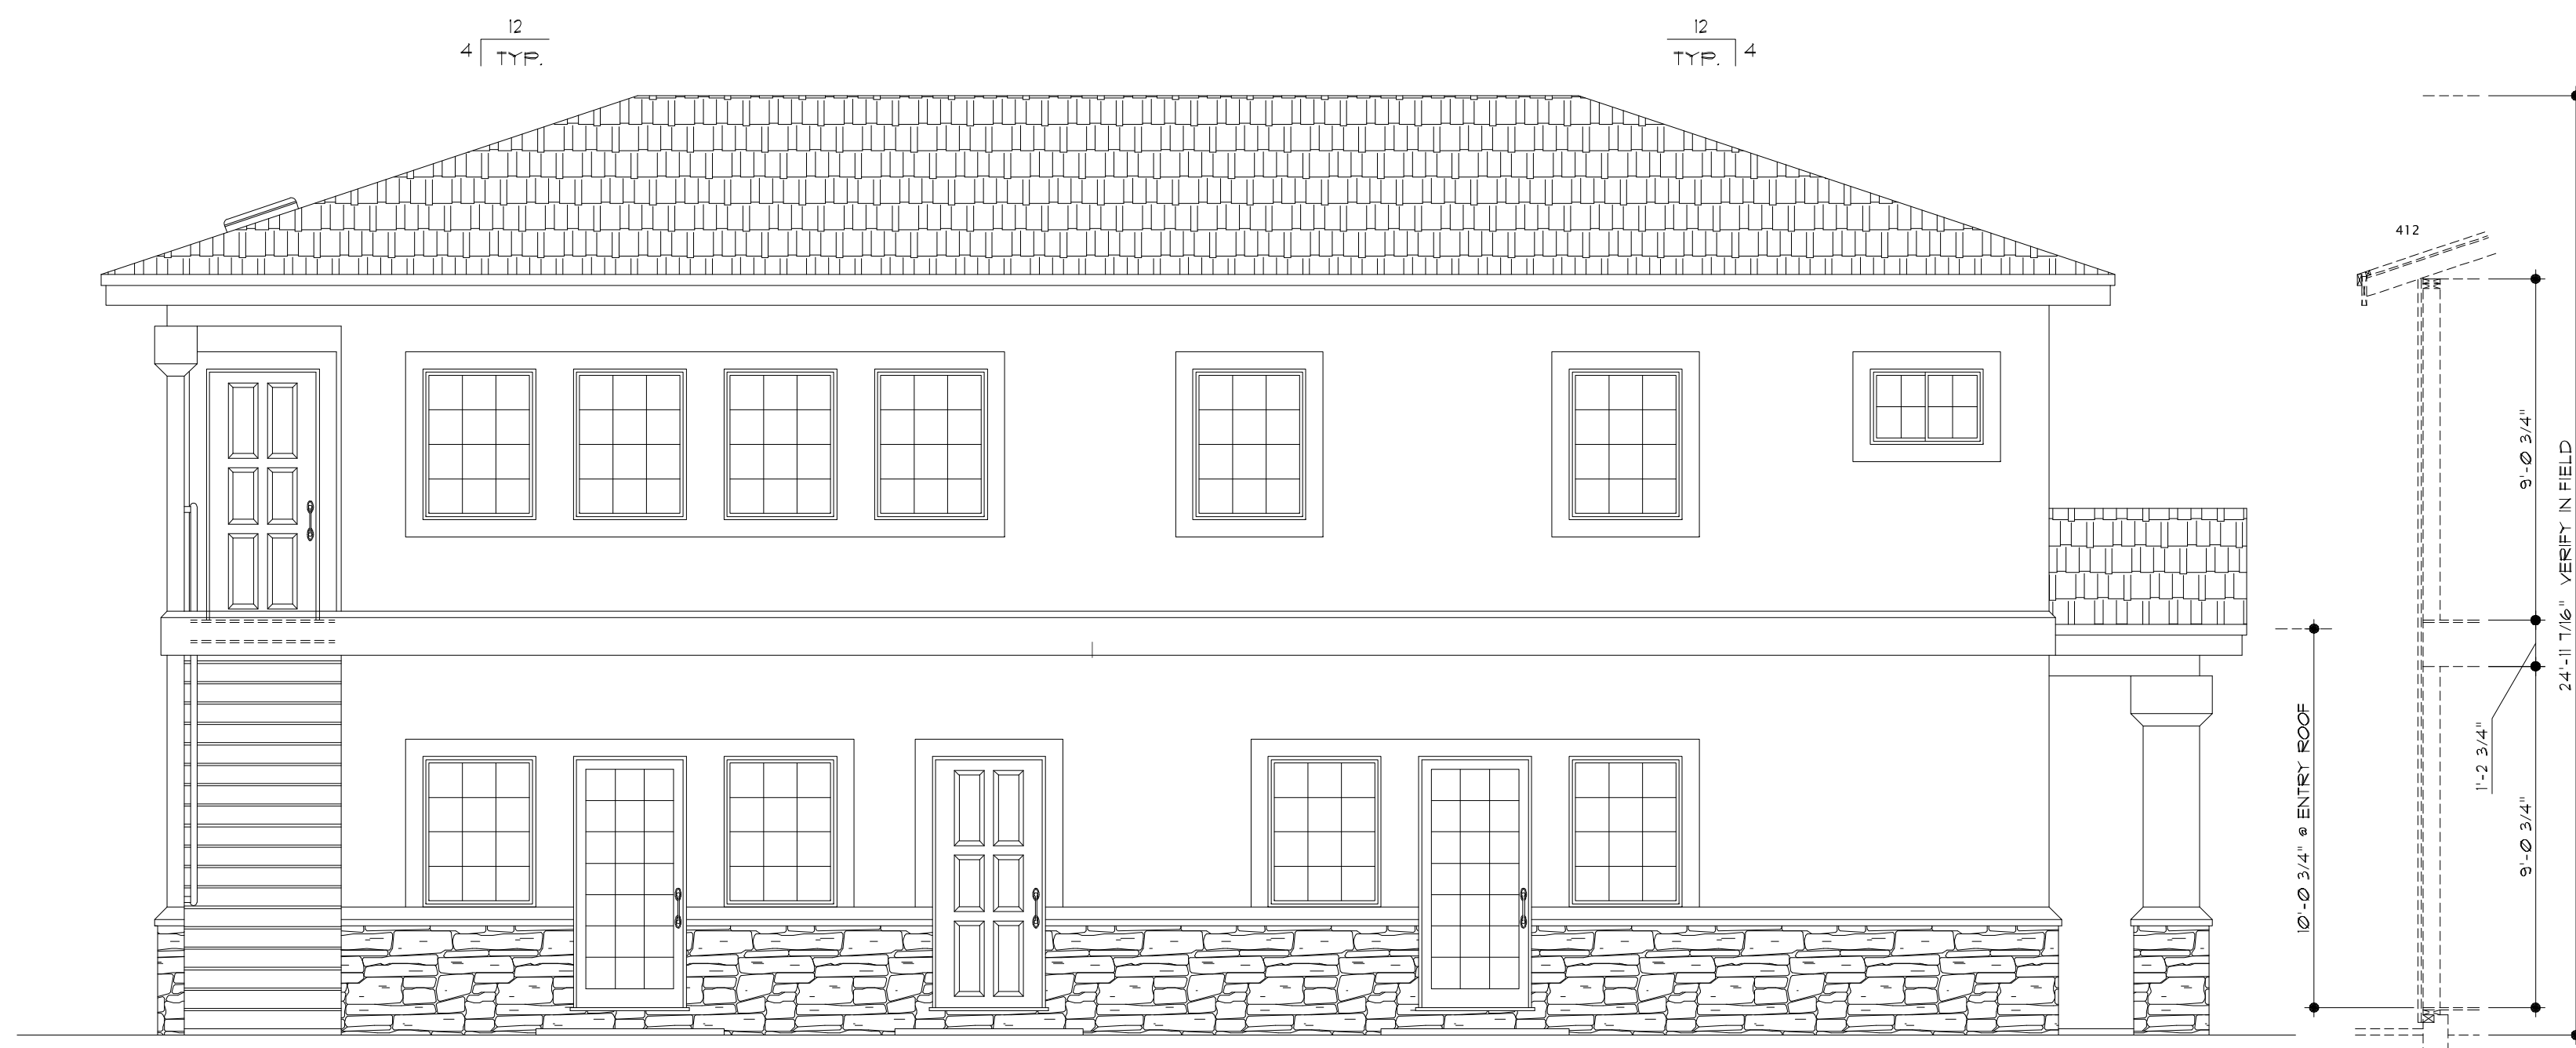 12
4 TYP.
12
TYP. 4
412
9'-0 3/4"
24'-11 7/16" VERIFY IN FIELD
1'-2 3/4"
10'-0 3/4" @ ENTRY ROOF
9'-0 3/4"